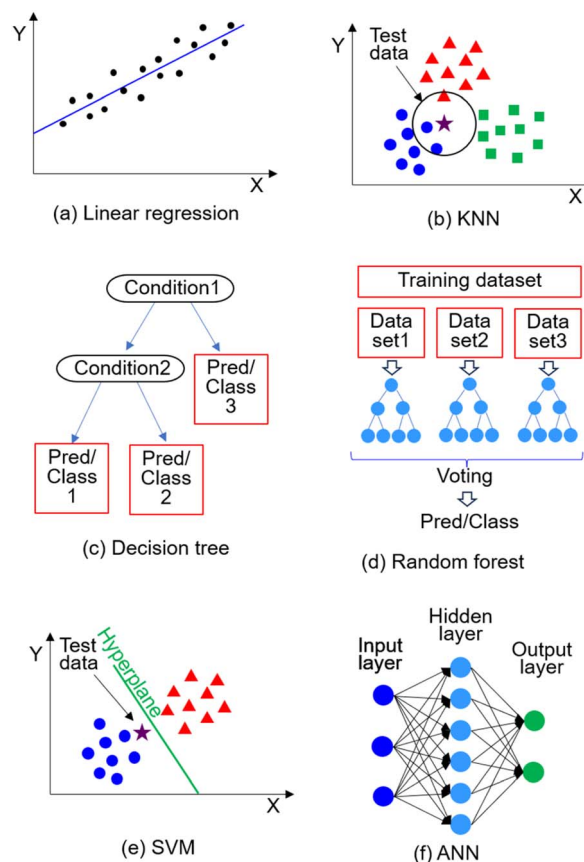 Y
X
(a) Linear regression
Y
Test
data
X
(b) KNN
Condition1
Condition2
Pred/
Class
3
Pred/
Class
1
Pred/
Class
2
(c) Decision tree
Training dataset
Data
set1
Data
set2
Data
set3
Voting
Pred/Class
(d) Random forest
Y
Test
data
Hyperplane
X
(e) SVM
Input
layer
Hidden
layer
Output
layer
(f) ANN